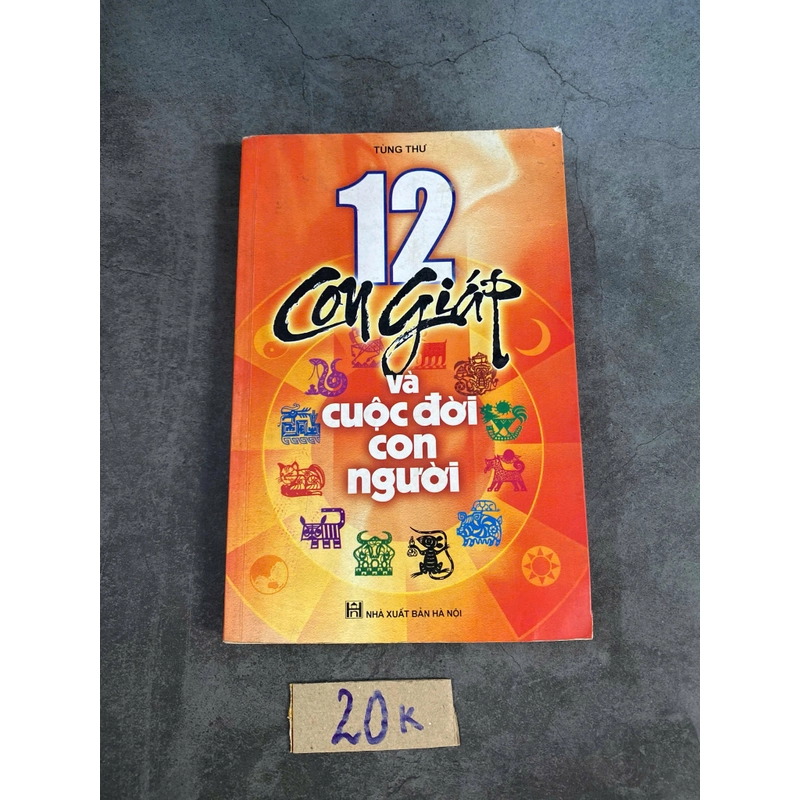 TÙNG THƯ
12
Con Giáp
và
cuộc đời
con
người
NHÀ XUẤT BẢN HÀ NỘI
20K